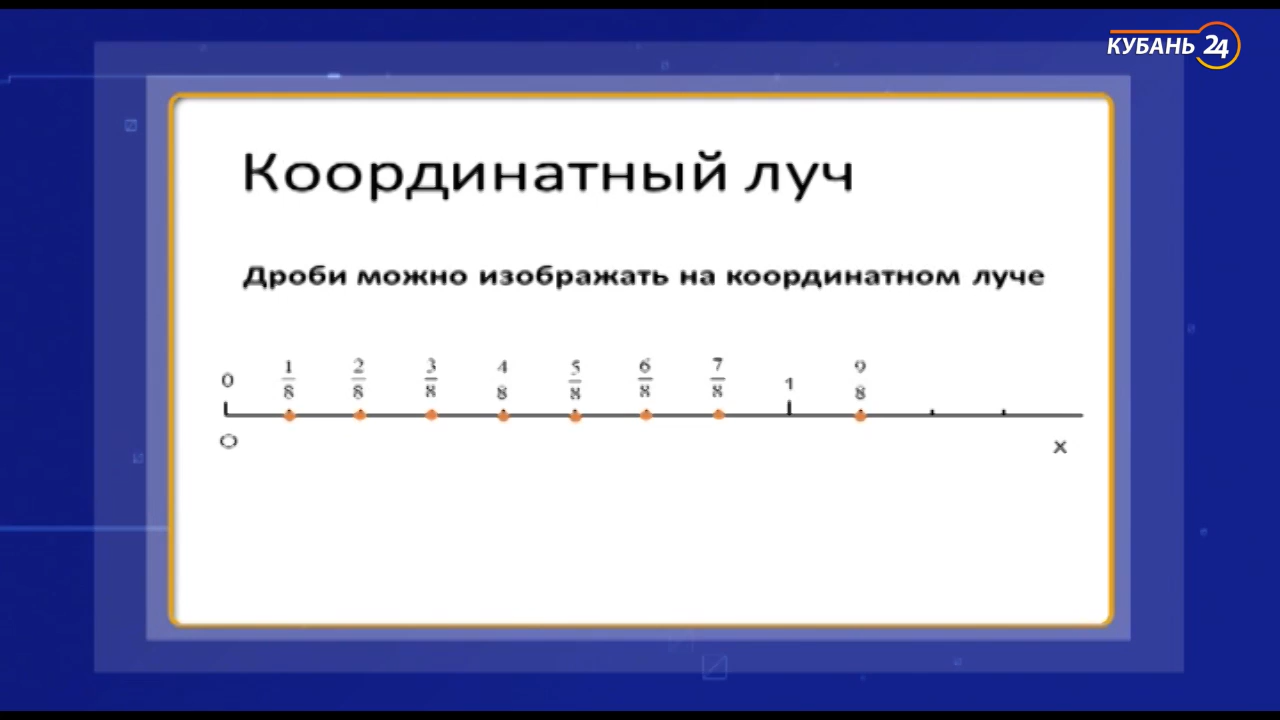 КУБАНЬ 24
Координатный луч
Дроби можно изображать на координатном луче
0 1/8 2/8 3/8 4/8 5/8 6/8 7/8 1 9/8
O x